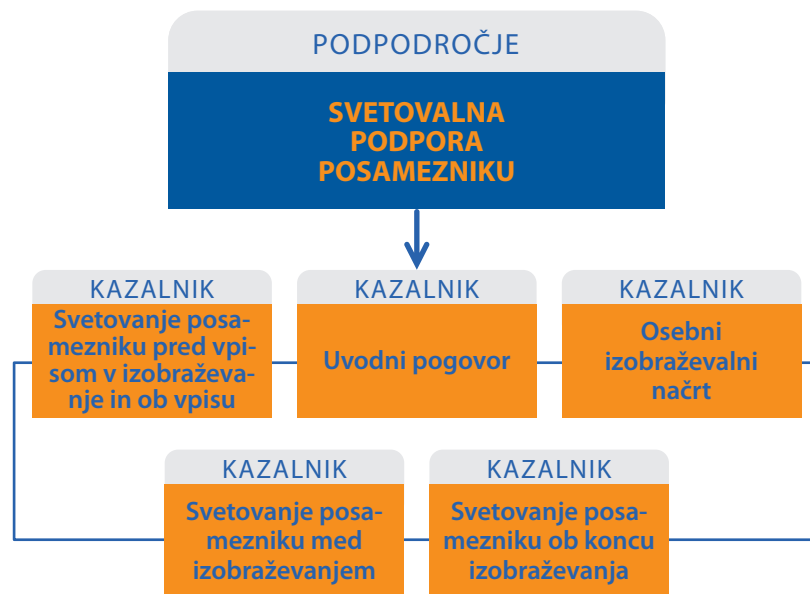 PODPODROČJE
SVETOVALNA
PODPORA
POSAMEZNIKU
KAZALNIK
Svetovanje posa-
mezniku pred vpi-
som v izobraževa-
nje in ob vpisu
KAZALNIK
Uvodni pogovor
KAZALNIK
Osebni
izobraževalni
načrt
KAZALNIK
Svetovanje posa-
mezniku med
izobraževanjem
KAZALNIK
Svetovanje posa-
mezniku ob koncu
izobraževanja